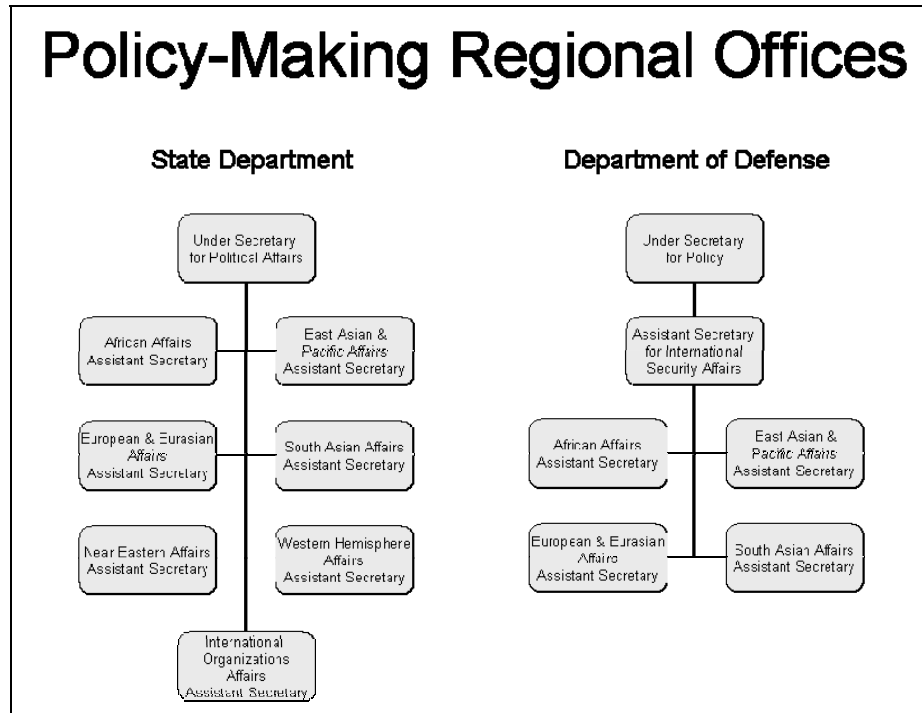 Policy-Making Regional Offices
State Department
Under Secretary
for Political Affairs
African Affairs
Assistant Secretary
East Asian &
Pacific Affairs
Assistant Secretary
European & Eurasian
Affairs
Assistant Secretary
South Asian Affairs
Assistant Secretary
Near Eastern Affairs
Assistant Secretary
Western Hemisphere
Affairs
Assistant Secretary
International
Organizations
Affairs
Assistant Secretary
Department of Defense
Under Secretary
for Policy
Assistant Secretary
for International
Security Affairs
African Affairs
Assistant Secretary
East Asian &
Pacific Affairs
Assistant Secretary
European & Eurasian
Affairs
Assistant Secretary
South Asian Affairs
Assistant Secretary